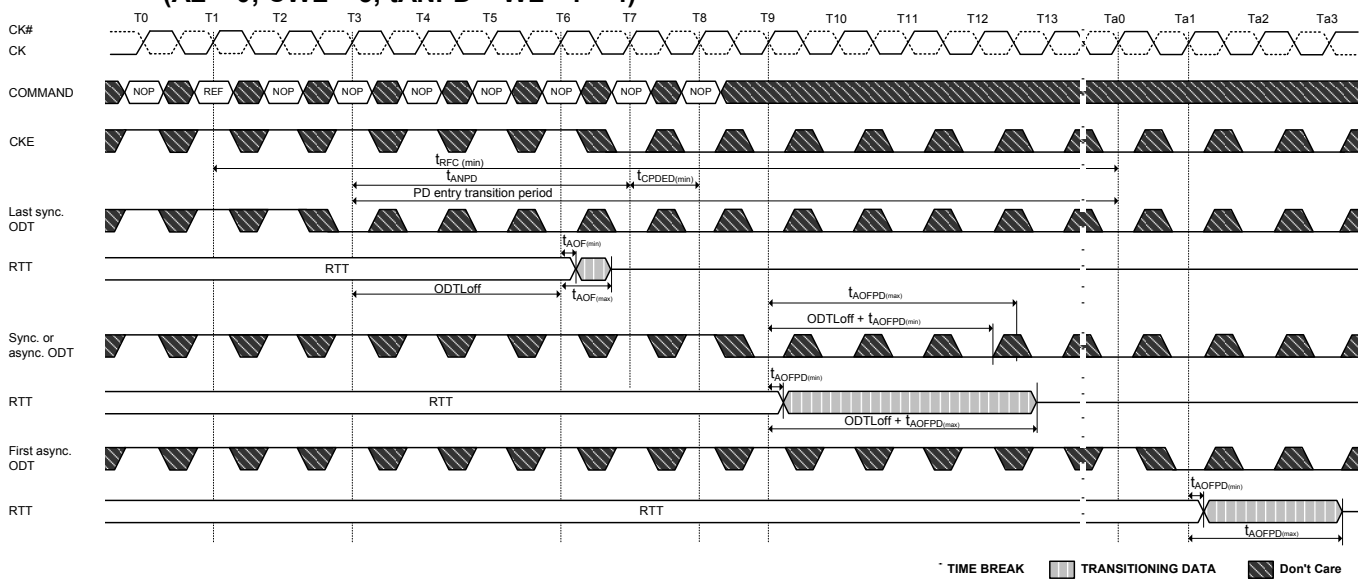 T0 T1 T2 T3 T4 T5 T6 T7 T8 T9 T10 T11 T12 T13 Ta0 Ta1 Ta2 Ta3
CK#
CK
COMMAND NOP REF NOP NOP NOP NOP NOP NOP NOP
CKE
tRFC (min)
tANPD tCPDED(min)
PD entry transition period
Last sync.
ODT
tAOF(min)
RTT RTT
ODTLoff tAOF(max)
tAOFPD(max)
ODTLoff + tAOFPD(min)
Sync. or
async. ODT
tAOFPD(min)
RTT RTT
ODTLoff + tAOFPD(max)
First async.
ODT
tAOFPD(min)
RTT RTT
tAOFPD(max)
TIME BREAK TRANSITIONING DATA Don't Care